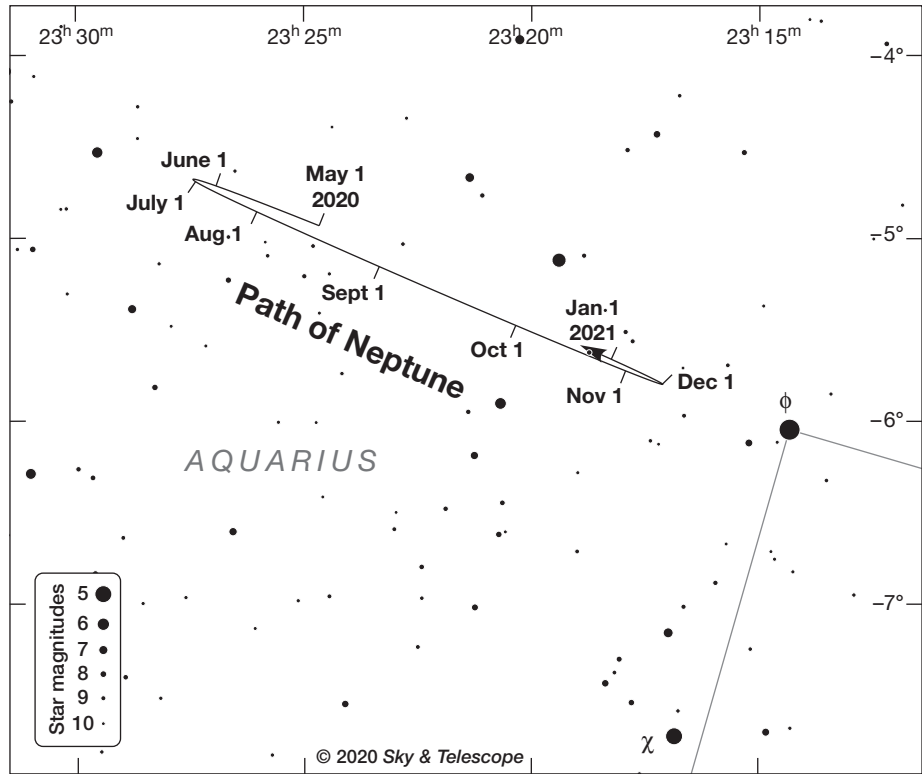 23ʰ 30ᵐ 23ʰ 25ᵐ 23ʰ 20ᵐ 23ʰ 15ᵐ
–4°
June 1
May 1
2020
July 1
Aug 1
–5°
Sept 1
Path of Neptune
Jan 1
2021
Oct 1
Nov 1
Dec 1
ϕ
–6°
AQUARIUS
–7°
Star magnitudes
5
6
7
8
9
10
χ
© 2020 Sky & Telescope